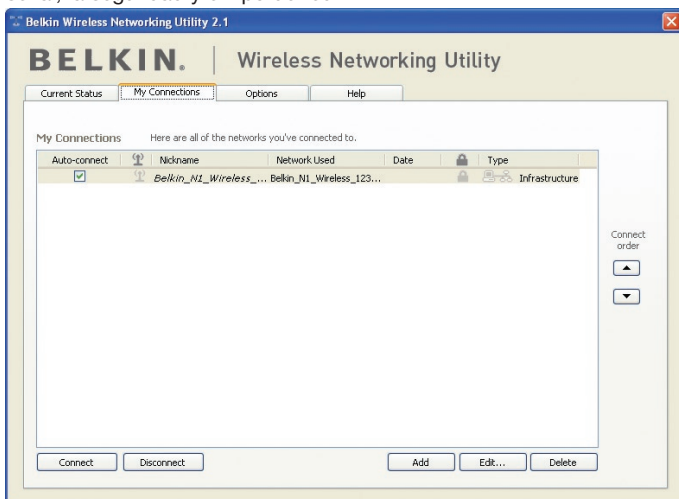 Belkin Wireless Networking Utility 2.1
BELKIN. | Wireless Networking Utility
Current Status My Connections Options Help
My Connections Here are all of the networks you've connected to.
Auto-connect Nickname Network Used Date Type
Belkin_N1_Wireless_... Belkin_N1_Wireless_123... Infrastructure
Connect
order
Connect Disconnect Add Edit... Delete